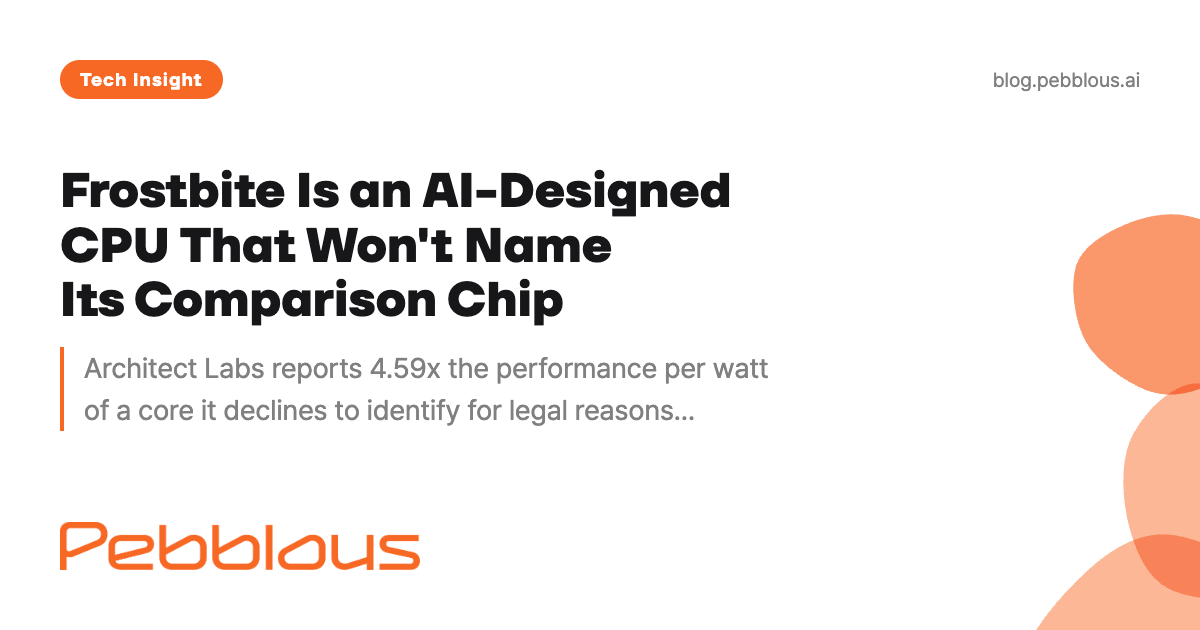 Tech Insight
blog.pebblous.ai
Frostbite Is an AI-Designed
CPU That Won't Name
Its Comparison Chip
Architect Labs reports 4.59x the performance per watt
of a core it declines to identify for legal reasons...
Pebblous